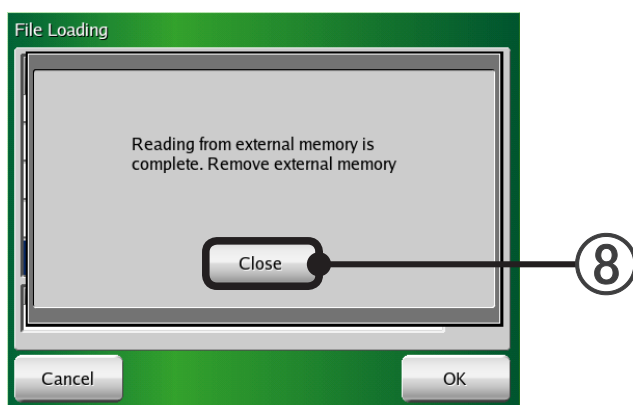 File Loading
Reading from external memory is
complete. Remove external memory
Close
8
Cancel
OK